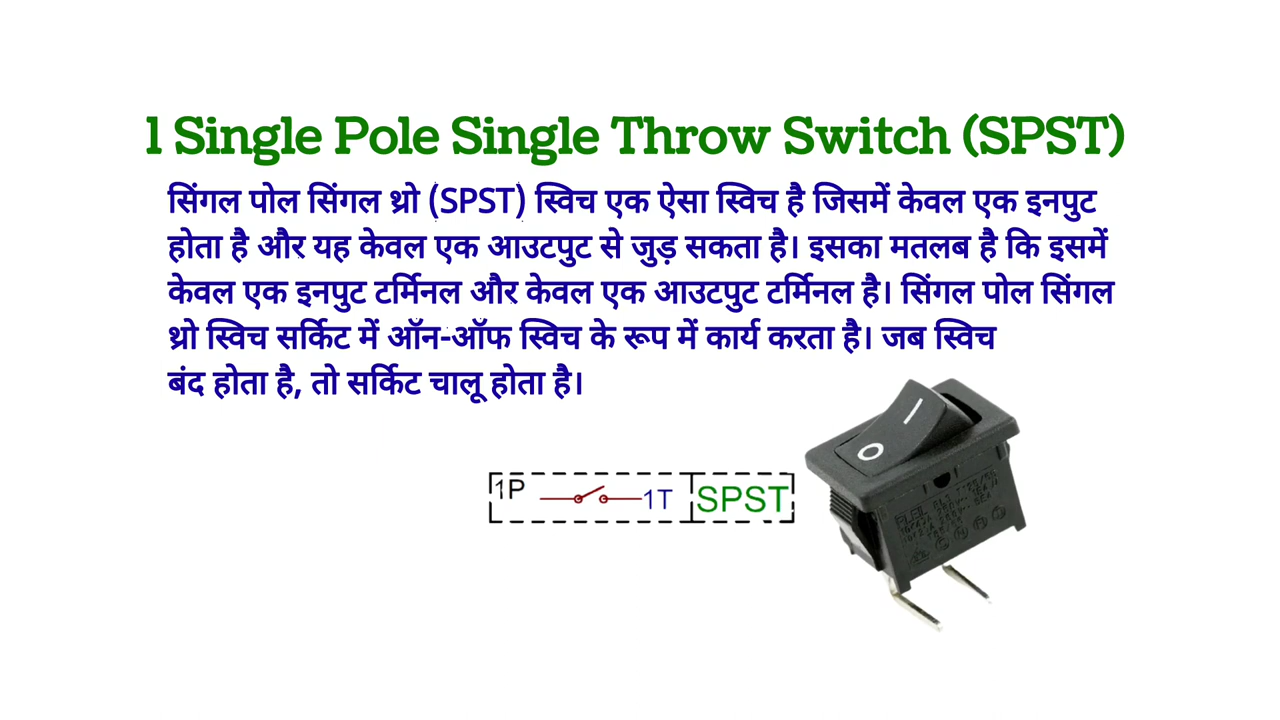 1 Single Pole Single Throw Switch (SPST)
सिंगल पोल सिंगल थ्रो (SPST) स्विच एक ऐसा स्विच है जिसमें केवल एक इनपुट
होता है और यह केवल एक आउटपुट से जुड़ सकता है। इसका मतलब है कि इसमें
केवल एक इनपुट टर्मिनल और केवल एक आउटपुट टर्मिनल है। सिंगल पोल सिंगल
थ्रो स्विच सर्किट में ऑन-ऑफ स्विच के रूप में कार्य करता है। जब स्विच
बंद होता है, तो सर्किट चालू होता है।
1P 1T SPST